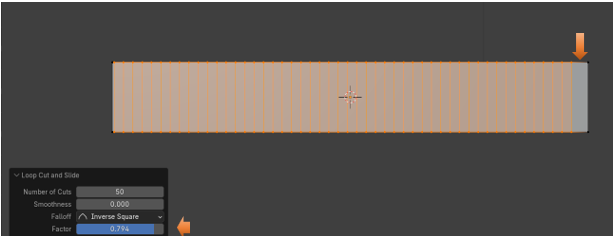 Loop Cut and Slide
Number of Cuts 50
Smoothness 0.000
Falloff Inverse Square
Factor 0.794